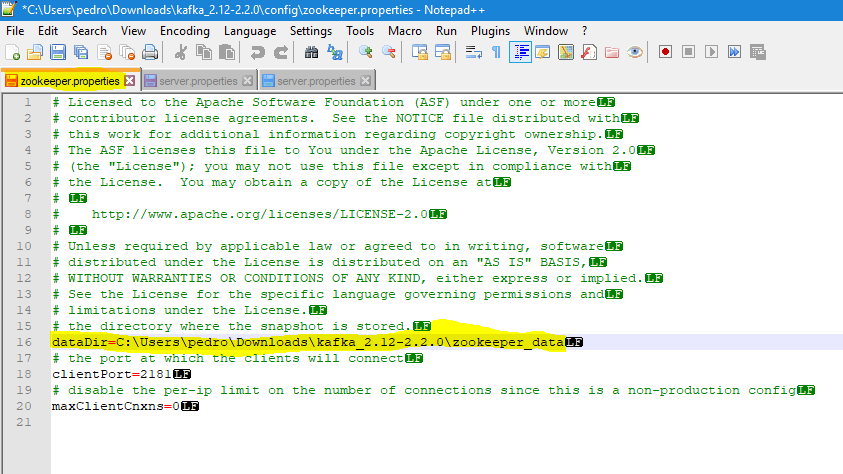 *C:\Users\pedro\Downloads\kafka_2.12-2.2.0\config\zookeeper.properties - Notepad++
File Edit Search View Encoding Language Settings Tools Macro Run Plugins Window ?
zookeeper.properties server.properties server.properties
1 # Licensed to the Apache Software Foundation (ASF) under one or moreLF
2 # contributor license agreements.  See the NOTICE file distributed withLF
3 # this work for additional information regarding copyright ownership.LF
4 # The ASF licenses this file to You under the Apache License, Version 2.0LF
5 # (the "License"); you may not use this file except in compliance withLF
6 # the License.  You may obtain a copy of the License atLF
7 # LF
8 #    http://www.apache.org/licenses/LICENSE-2.0LF
9 # LF
10 # Unless required by applicable law or agreed to in writing, softwareLF
11 # distributed under the License is distributed on an "AS IS" BASIS,LF
12 # WITHOUT WARRANTIES OR CONDITIONS OF ANY KIND, either express or implied.LF
13 # See the License for the specific language governing permissions andLF
14 # limitations under the License.LF
15 # the directory where the snapshot is stored.LF
16 dataDir=C:\Users\pedro\Downloads\kafka_2.12-2.2.0\zookeeper_dataLF
17 # the port at which the clients will connectLF
18 clientPort=2181LF
19 # disable the per-ip limit on the number of connections since this is a non-production configLF
20 maxClientCnxns=0LF
21